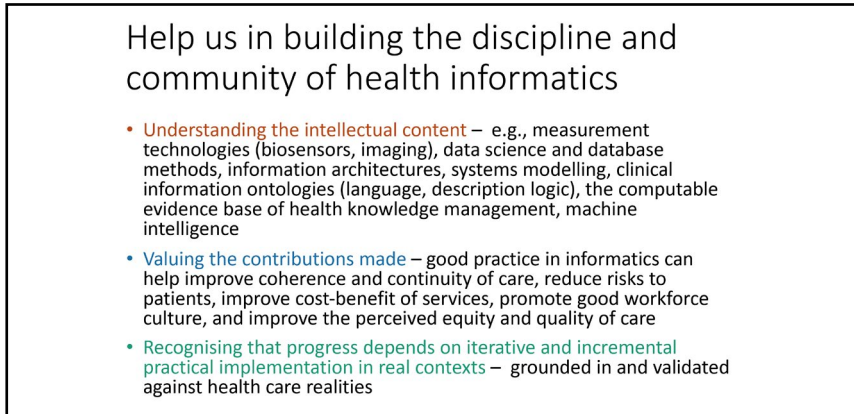 Help us in building the discipline and
community of health informatics
• Understanding the intellectual content – e.g., measurement
technologies (biosensors, imaging), data science and database
methods, information architectures, systems modelling, clinical
information ontologies (language, description logic), the computable
evidence base of health knowledge management, machine
intelligence
• Valuing the contributions made – good practice in informatics can
help improve coherence and continuity of care, reduce risks to
patients, improve cost-benefit of services, promote good workforce
culture, and improve the perceived equity and quality of care
• Recognising that progress depends on iterative and incremental
practical implementation in real contexts – grounded in and validated
against health care realities